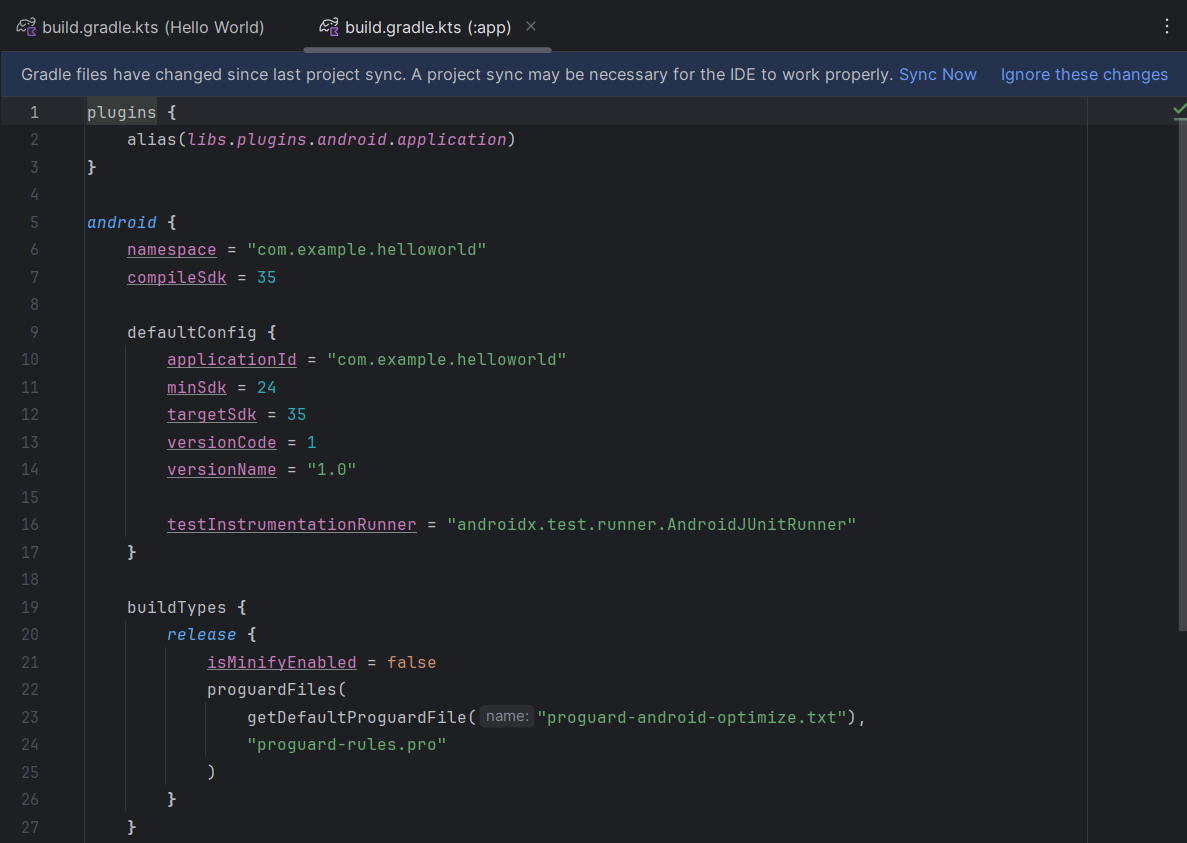 build.gradle.kts (Hello World) build.gradle.kts (:app)
Gradle files have changed since last project sync. A project sync may be necessary for the IDE to work properly. Sync Now Ignore these changes
1 plugins {
2     alias(libs.plugins.android.application)
3 }
4
5 android {
6     namespace = "com.example.helloworld"
7     compileSdk = 35
8
9     defaultConfig {
10         applicationId = "com.example.helloworld"
11         minSdk = 24
12         targetSdk = 35
13         versionCode = 1
14         versionName = "1.0"
15
16         testInstrumentationRunner = "androidx.test.runner.AndroidJUnitRunner"
17     }
18
19     buildTypes {
20         release {
21             isMinifyEnabled = false
22             proguardFiles(
23                 getDefaultProguardFile( name: "proguard-android-optimize.txt"),
24                 "proguard-rules.pro"
25             )
26         }
27     }